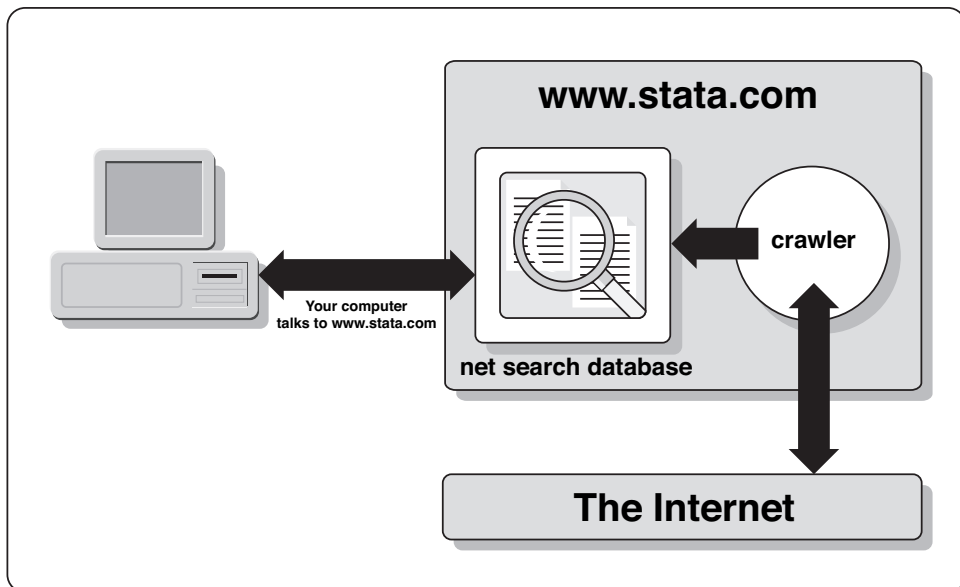 www.stata.com
crawler
Your computer
talks to www.stata.com
net search database
The Internet